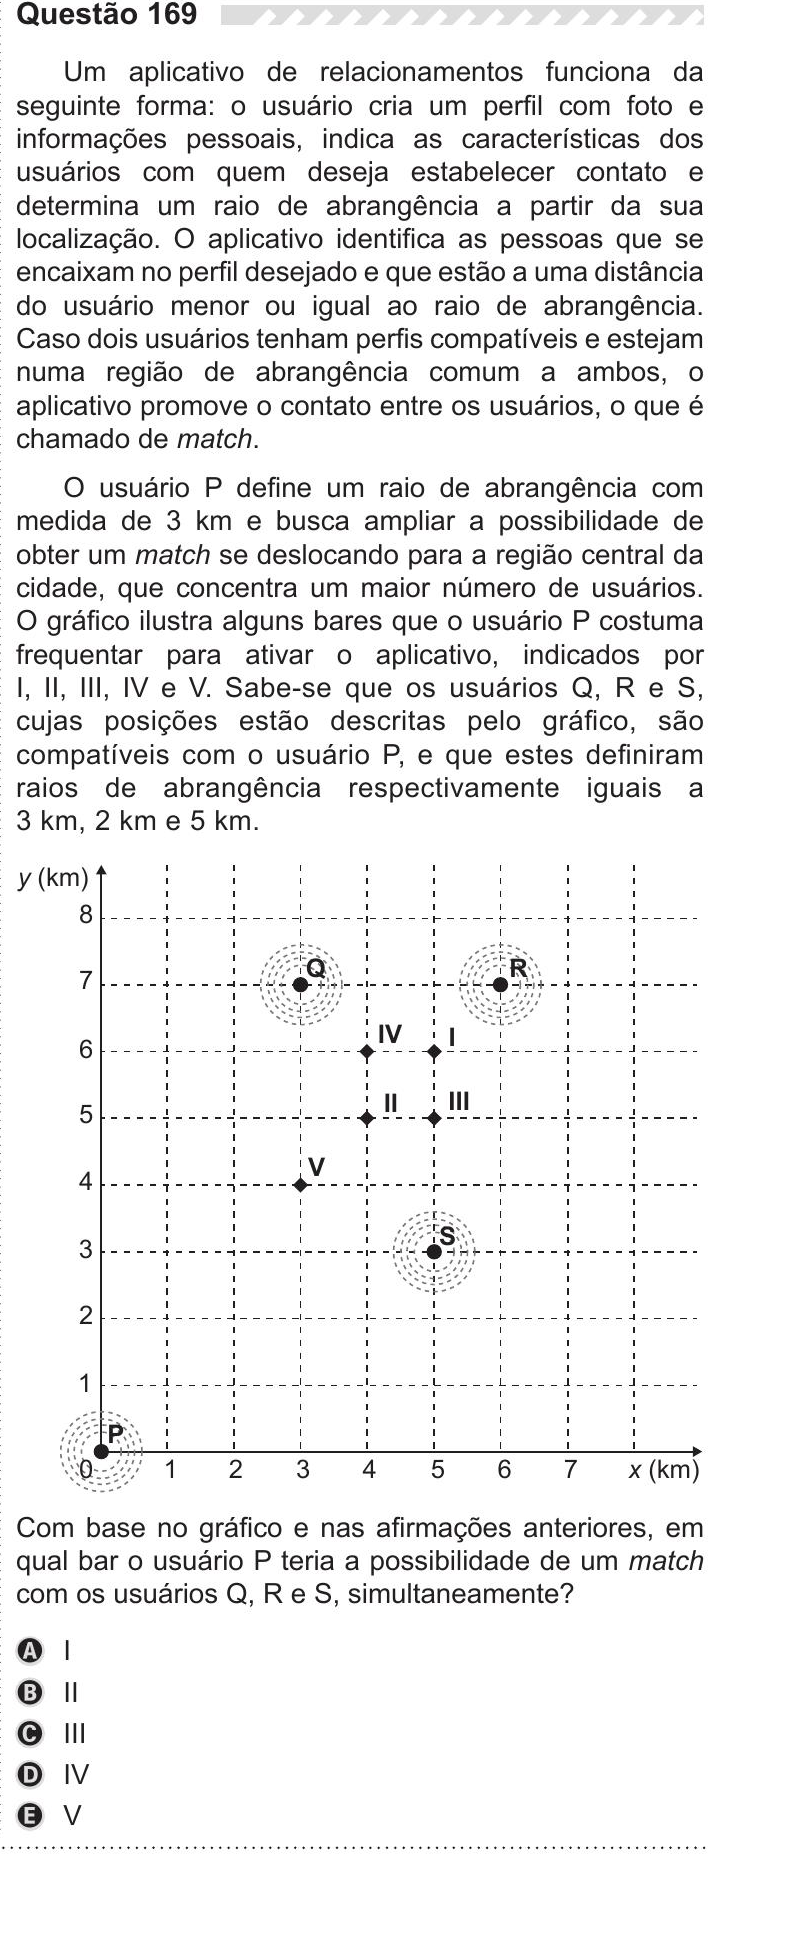 Questão 169
Um aplicativo de relacionamentos funciona da
seguinte forma: o usuário cria um perfil com foto e
informações pessoais, indica as características dos
usuários com quem deseja estabelecer contato e
determina um raio de abrangência a partir da sua
localização. O aplicativo identifica as pessoas que se
encaixam no perfil desejado e que estão a uma distância
do usuário menor ou igual ao raio de abrangência.
Caso dois usuários tenham perfis compatíveis e estejam
numa região de abrangência comum a ambos, o
aplicativo promove o contato entre os usuários, o que é
chamado de match.
O usuário P define um raio de abrangência com
medida de 3 km e busca ampliar a possibilidade de
obter um match se deslocando para a região central da
cidade, que concentra um maior número de usuários.
O gráfico ilustra alguns bares que o usuário P costuma
frequentar para ativar o aplicativo, indicados por
I, II, III, IV e V. Sabe-se que os usuários Q, R e S,
cujas posições estão descritas pelo gráfico, são
compatíveis com o usuário P, e que estes definiram
raios de abrangência respectivamente iguais a
3 km, 2 km e 5 km.
y (km)
8
Q R
7
IV I
6
II III
5
V
4
S
3
2
1
P
0 1 2 3 4 5 6 7 x (km)
Com base no gráfico e nas afirmações anteriores, em
qual bar o usuário P teria a possibilidade de um match
com os usuários Q, R e S, simultaneamente?
A I
B II
C III
D IV
E V